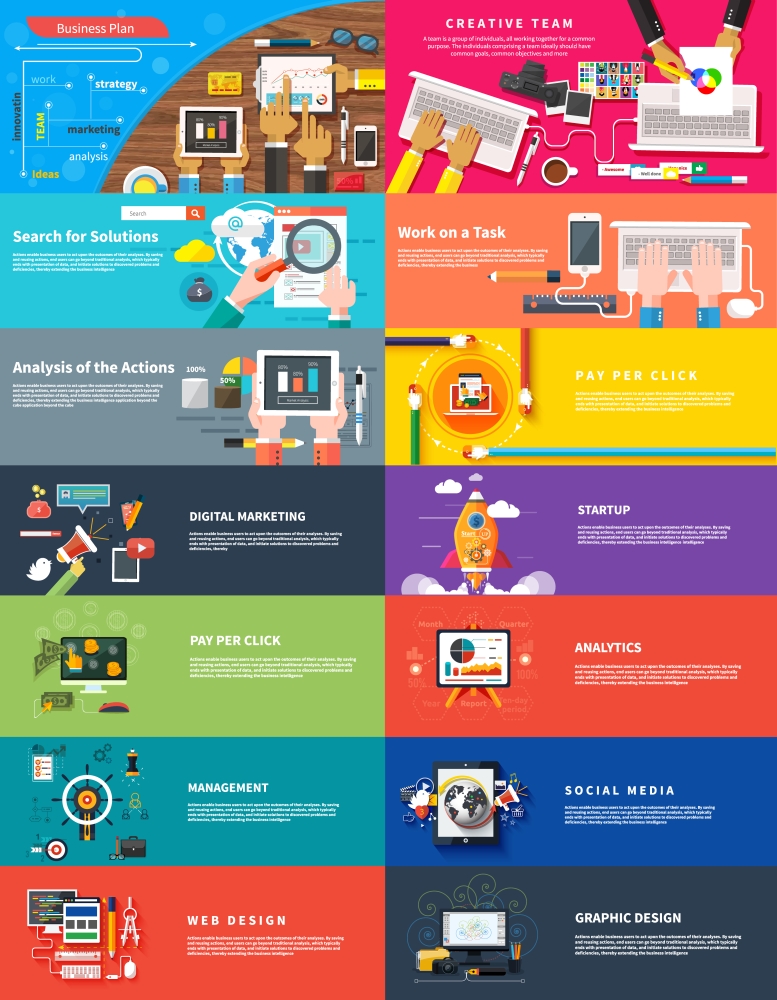 Business Plan
work
strategy
innovatin
TEAM
marketing
analysis
Ideas
80%
60%
90%
CREATIVE TEAM
A team is a group of individuals, all working together for a common
purpose. The individuals comprising a team ideally should have
common goals, common objectives and more
- Awesome
- Well done
Search
Search for Solutions
Actions enable business users to act upon the outcomes of their analyses. By saving
and reusing actions, end users can go beyond traditional analysis, which typically
ends with presentation of data, and initiate solutions to discovered problems and
deficiencies, thereby extending the business intelligence
@
$
Work on a Task
Actions enable business users to act upon the outcomes of their analyses. By saving
and reusing actions, end users can go beyond traditional analysis, which typically
ends with presentation of data, and initiate solutions to discovered problems and
deficiencies, thereby extending the business
Analysis of the Actions
Actions enable business users to act upon the outcomes of their analyses. By saving
and reusing actions, end users can go beyond traditional analysis, which typically
ends with presentation of data, and initiate solutions to discovered problems and
deficiencies, thereby extending the business intelligence application beyond the
cube application beyond the cube.
100%
50%
80%
60%
90%
PAY PER CLICK
Actions enable business users to act upon the outcomes of their analyses. By saving
and reusing actions, end users can go beyond traditional analysis, which typically
ends with presentation of data, and initiate solutions to discovered problems and
deficiencies, thereby extending the business intelligence
DIGITAL MARKETING
Actions enable business users to act upon the outcomes of their analyses. By saving
and reusing actions, end users can go beyond traditional analysis, which typically
ends with presentation of data, and initiate solutions to discovered problems and
deficiencies, thereby
STARTUP
Actions enable business users to act upon the outcomes of their analyses. By saving
and reusing actions, end users can go beyond traditional analysis, which typically
ends with presentation of data, and initiate solutions to discovered problems and
deficiencies, thereby extending the business intelligence
$
Start UP
PAY PER CLICK
Actions enable business users to act upon the outcomes of their analyses. By saving
and reusing actions, end users can go beyond traditional analysis, which typically
ends with presentation of data, and initiate solutions to discovered problems and
deficiencies, thereby extending the business intelligence
Month
Quarter
50%
100%
Year
Report
Ten-day
period
ANALYTICS
Actions enable business users to act upon the outcomes of their analyses. By saving
and reusing actions, end users can go beyond traditional analysis, which typically
ends with presentation of data, and initiate solutions to discovered problems and
deficiencies, thereby extending the business intelligence
MANAGEMENT
Actions enable business users to act upon the outcomes of their analyses. By saving
and reusing actions, end users can go beyond traditional analysis, which typically
ends with presentation of data, and initiate solutions to discovered problems and
deficiencies, thereby extending the business intelligence
SOCIAL MEDIA
Actions enable business users to act upon the outcomes of their analyses. By saving
and reusing actions, end users can go beyond traditional analysis, which typically
ends with presentation of data, and initiate solutions to discovered problems and
deficiencies, thereby extending the business intelligence
WEB DESIGN
Actions enable business users to act upon the outcomes of their analyses. By saving
and reusing actions, end users can go beyond traditional analysis, which typically
ends with presentation of data, and initiate solutions to discovered problems and
deficiencies, thereby extending the business intelligence
GRAPHIC DESIGN
Actions enable business users to act upon the outcomes of their analyses. By saving
and reusing actions, end users can go beyond traditional analysis, which typically
ends with presentation of data, and initiate solutions to discovered problems and
deficiencies, thereby extending the business intelligence